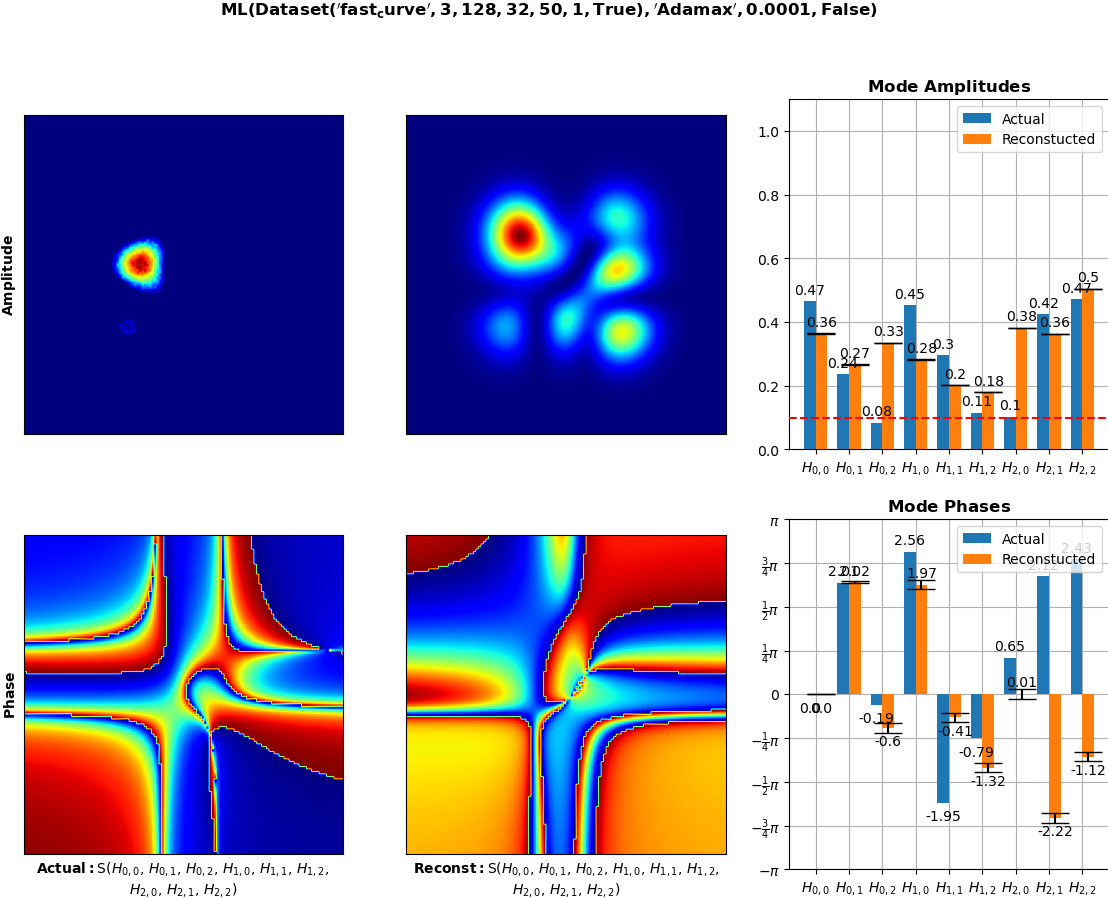 ML(Dataset('fast_curve', 3, 128, 32, 50, 1, True), 'Adamax', 0.0001, False)
Amplitude
Mode Amplitudes
Actual
Reconstucted
1.0
0.8
0.6
0.4
0.2
0.0
0.47
0.36
0.24
0.27
0.08
0.33
0.45
0.28
0.3
0.2
0.11
0.18
0.1
0.38
0.42
0.36
0.47
0.5
H0,0 H0,1 H0,2 H1,0 H1,1 H1,2 H2,0 H2,1 H2,2
Phase
Actual: S(H0,0, H0,1, H0,2, H1,0, H1,1, H1,2,
H2,0, H2,1, H2,2)
Reconst: S(H0,0, H0,1, H0,2, H1,0, H1,1, H1,2,
H2,0, H2,1, H2,2)
Mode Phases
Actual
Reconstucted
π
3/4π
1/2π
1/4π
0
−1/4π
−1/2π
−3/4π
−π
0.0
2.02
-0.19
-0.6
2.56
1.97
-1.95
-0.41
-0.79
-1.32
0.65
0.01
2.12
-2.22
2.43
-1.12
H0,0 H0,1 H0,2 H1,0 H1,1 H1,2 H2,0 H2,1 H2,2